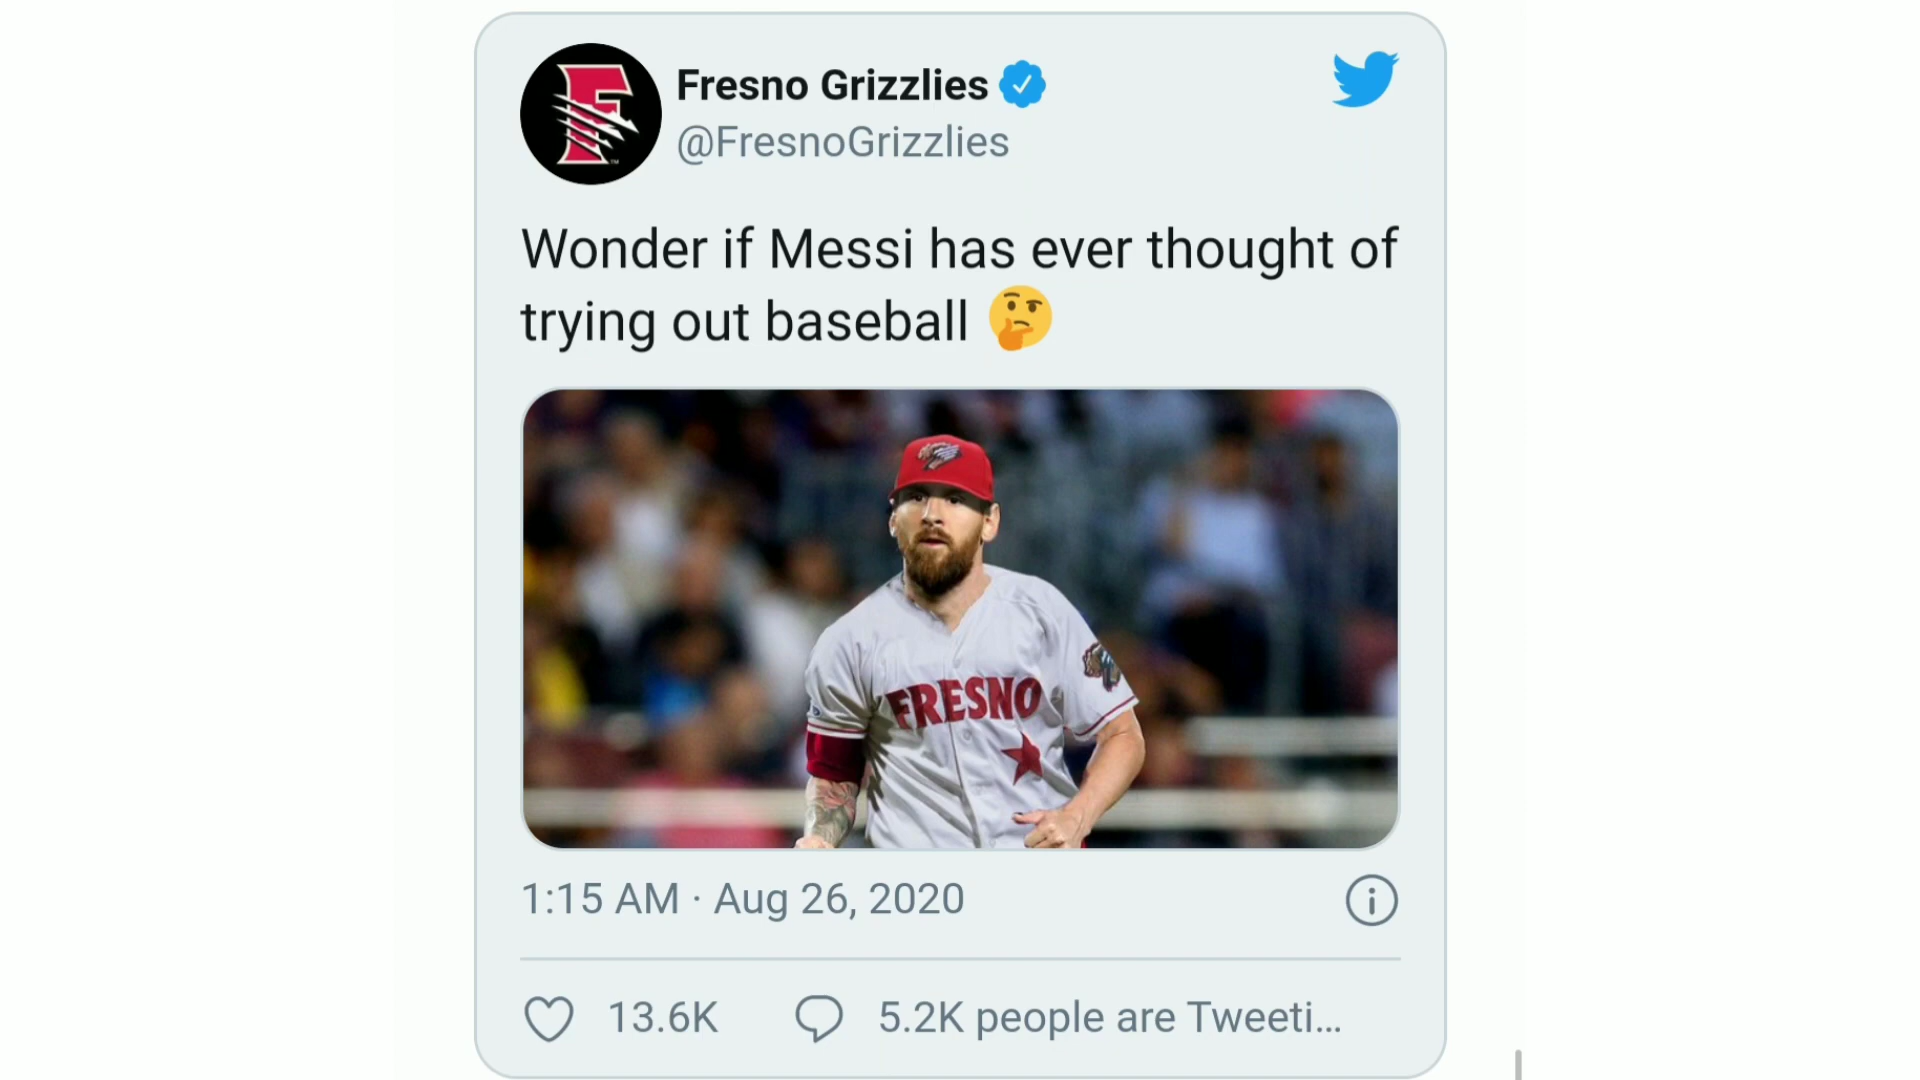 Fresno Grizzlies
@FresnoGrizzlies
Wonder if Messi has ever thought of
trying out baseball 🤔
FRESNO
1:15 AM · Aug 26, 2020
13.6K 5.2K people are Tweeti...